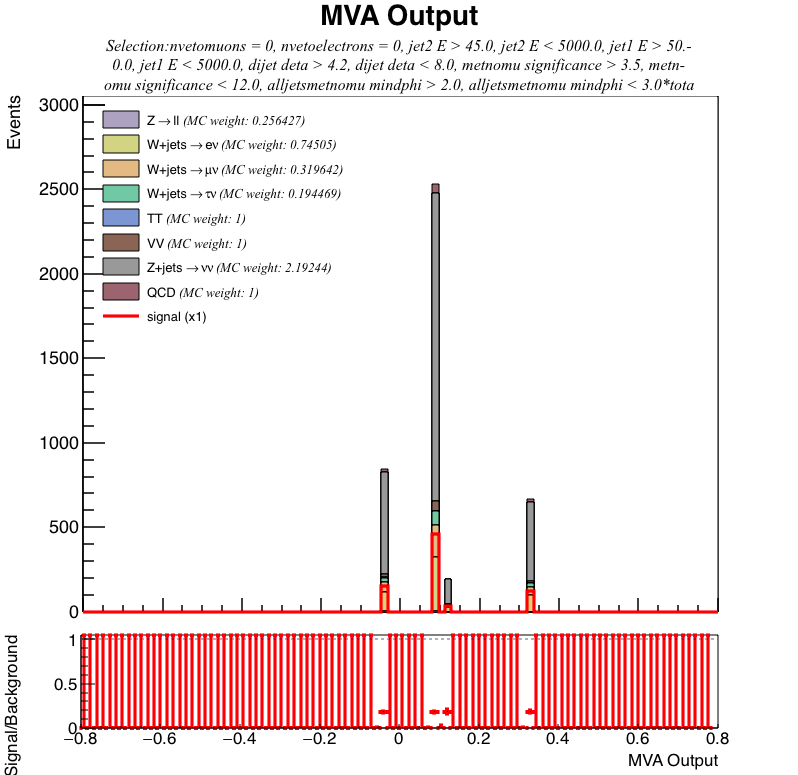 MVA Output
Selection:nvetomuons = 0, nvetoelectrons = 0, jet2 E > 45.0, jet2 E < 5000.0, jet1 E > 50.-
0.0, jet1 E < 5000.0, dijet deta > 4.2, dijet deta < 8.0, metnomu significance > 3.5, metn-
omu significance < 12.0, alljetsmetnomu mindphi > 2.0, alljetsmetnomu mindphi < 3.0*tota
Events
3000
2500
2000
1500
1000
500
0
Z→ll (MC weight: 0.256427)
W+jets→eν (MC weight: 0.74505)
W+jets→μν (MC weight: 0.319642)
W+jets→τν (MC weight: 0.194469)
TT (MC weight: 1)
VV (MC weight: 1)
Z+jets→νν (MC weight: 2.19244)
QCD (MC weight: 1)
signal (x1)
Signal/Background
1
0.5
0
−0.8 −0.6 −0.4 −0.2 0 0.2 0.4 0.6 0.8
MVA Output